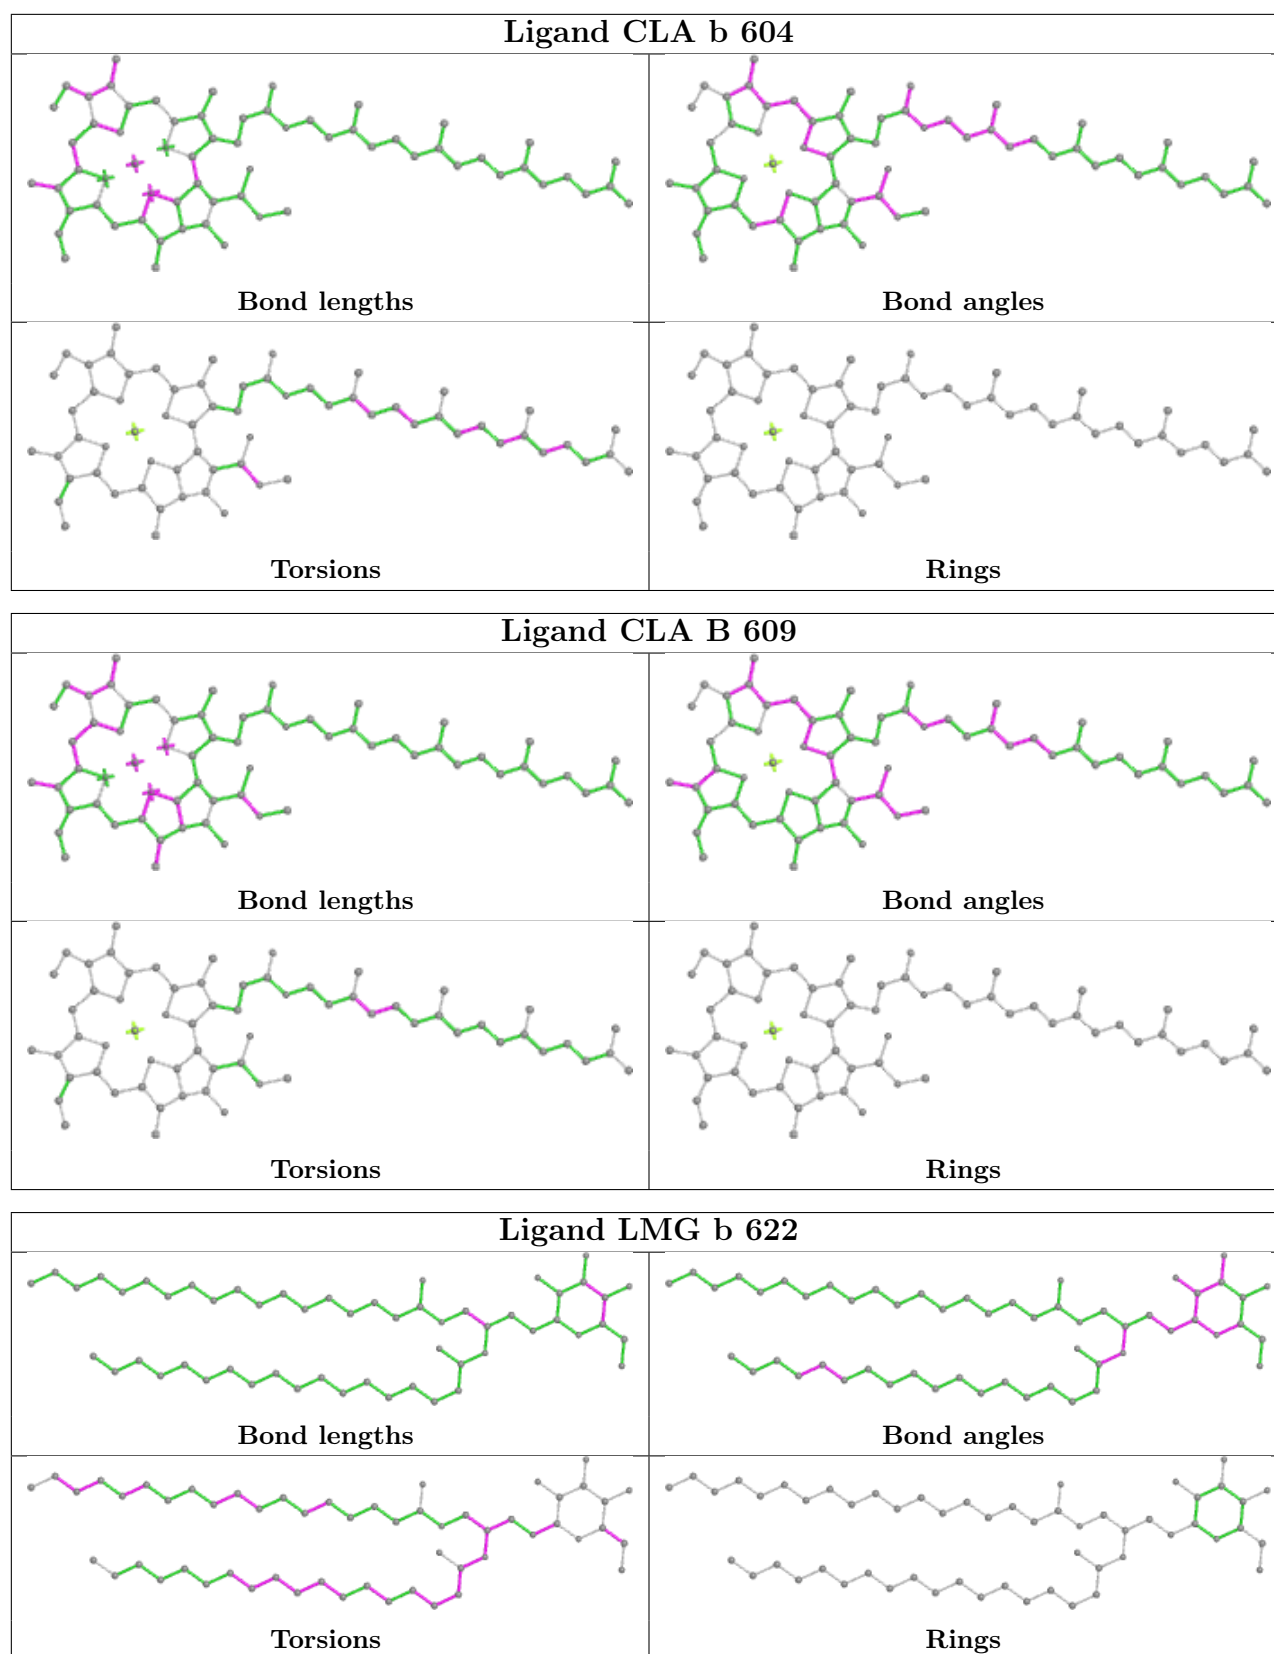 Ligand CLA b 604
Bond lengths
Bond angles
Torsions
Rings
Ligand CLA B 609
Bond lengths
Bond angles
Torsions
Rings
Ligand LMG b 622
Bond lengths
Bond angles
Torsions
Rings